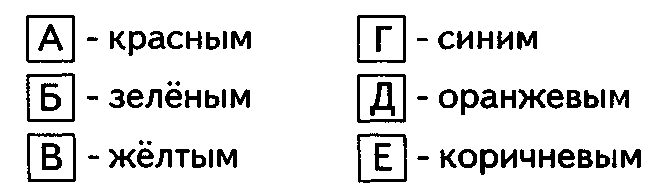 А - красным
Б - зелёным
В - жёлтым
Г - синим
Д - оранжевым
Е - коричневым